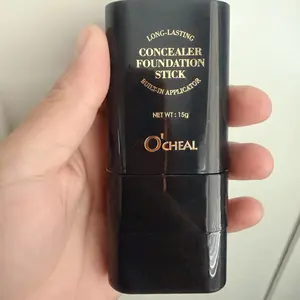 LONG-LASTING
CONCEALER
FOUNDATION
STICK
BUILT-IN APPLICATOR
NET WT : 15g
O'CHEAL